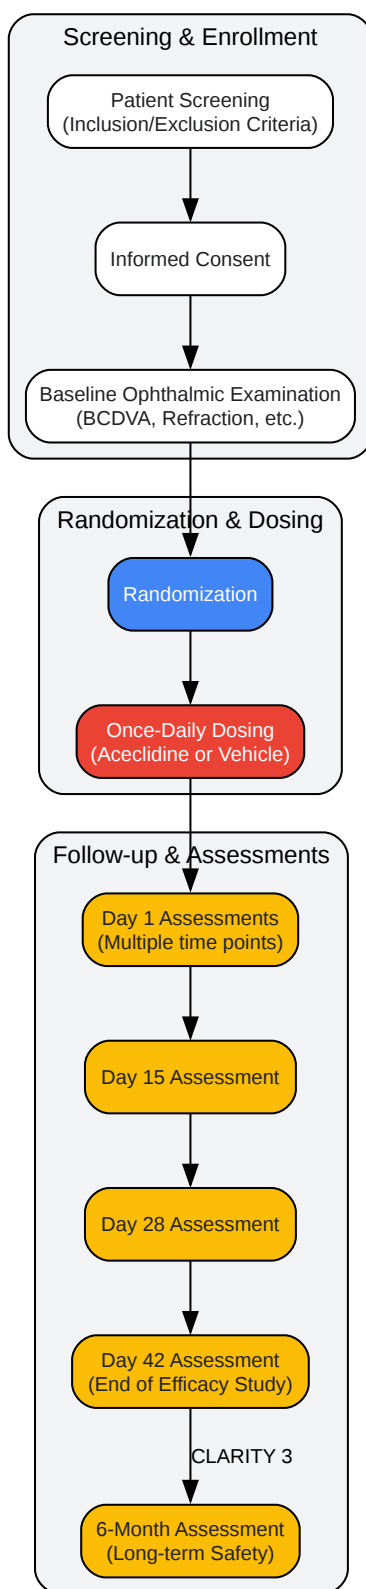 Screening & Enrollment
Patient Screening
(Inclusion/Exclusion Criteria)
Informed Consent
Baseline Ophthalmic Examination
(BCDVA, Refraction, etc.)
Randomization & Dosing
Randomization
Once-Daily Dosing
(Aceclidine or Vehicle)
Follow-up & Assessments
Day 1 Assessments
(Multiple time points)
Day 15 Assessment
Day 28 Assessment
Day 42 Assessment
(End of Efficacy Study)
CLARITY 3
6-Month Assessment
(Long-term Safety)